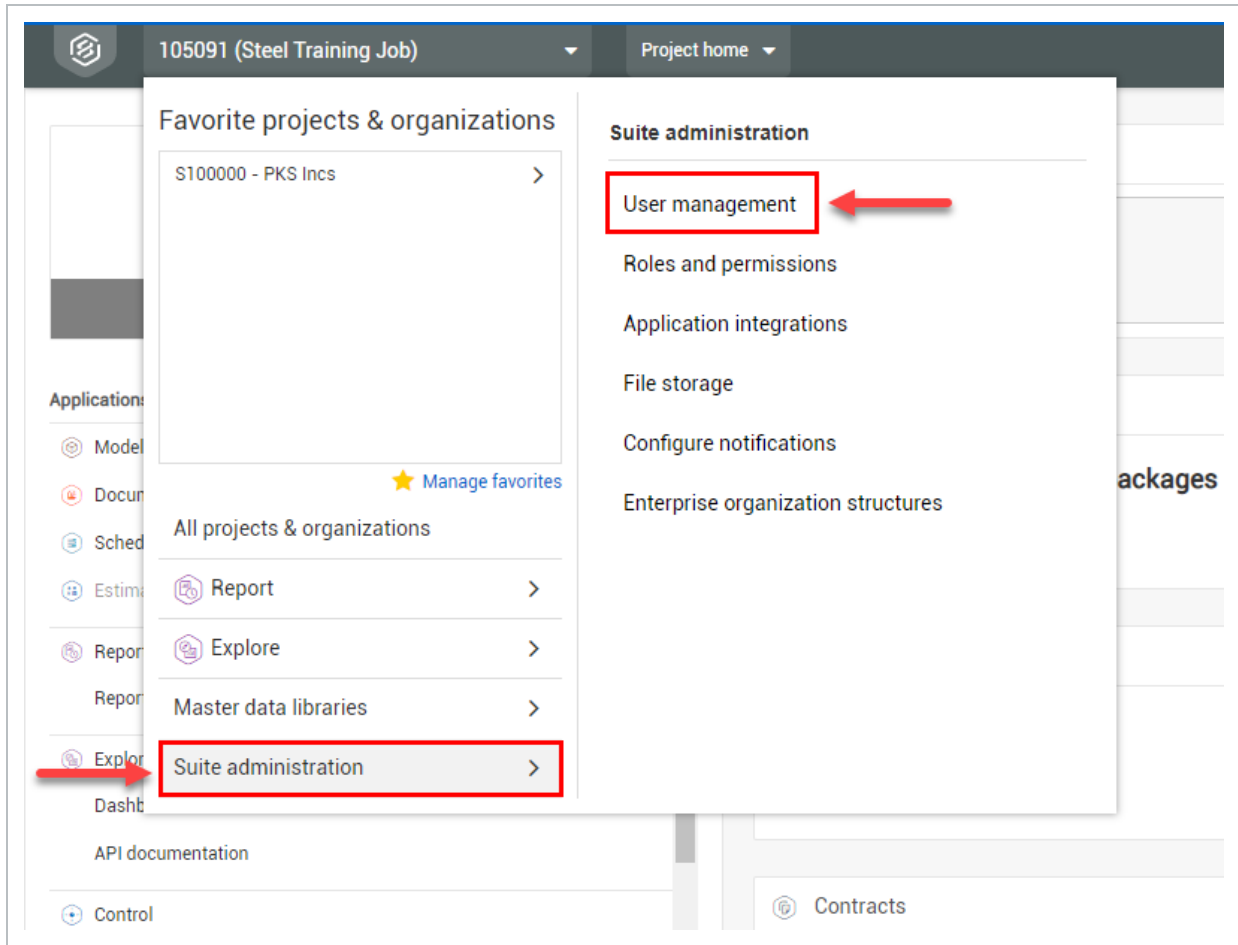 105091 (Steel Training Job)
Project home
Favorite projects & organizations
S100000 - PKS Incs
Manage favorites
All projects & organizations
Report
Explore
Master data libraries
Suite administration
Suite administration
User management
Roles and permissions
Application integrations
File storage
Configure notifications
Enterprise organization structures
Application
Model
Docum
Sched
Estima
Repor
Repor
Explor
Dashb
API documentation
Control
ackages
Contracts